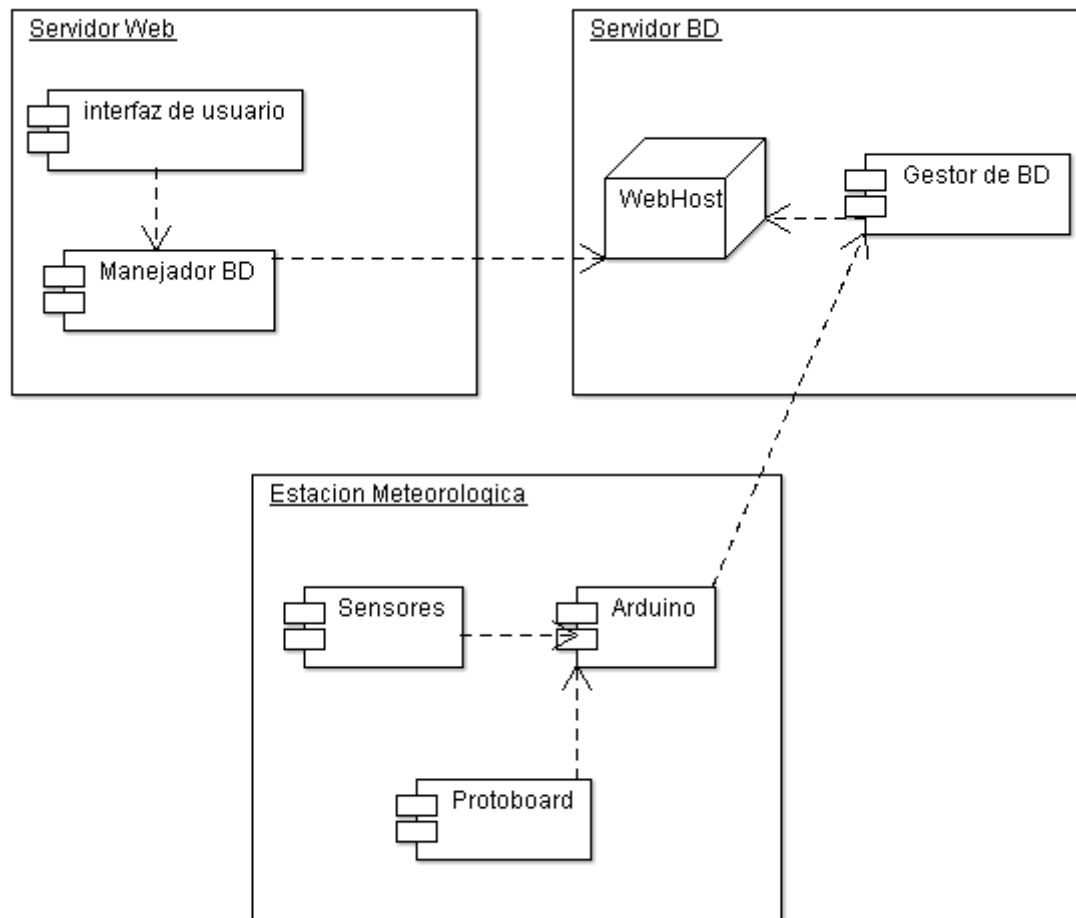 Servidor Web
Servidor BD
interfaz de usuario
WebHost
Gestor de BD
Manejador BD
Estacion Meteorologica
Sensores
Arduino
Protoboard